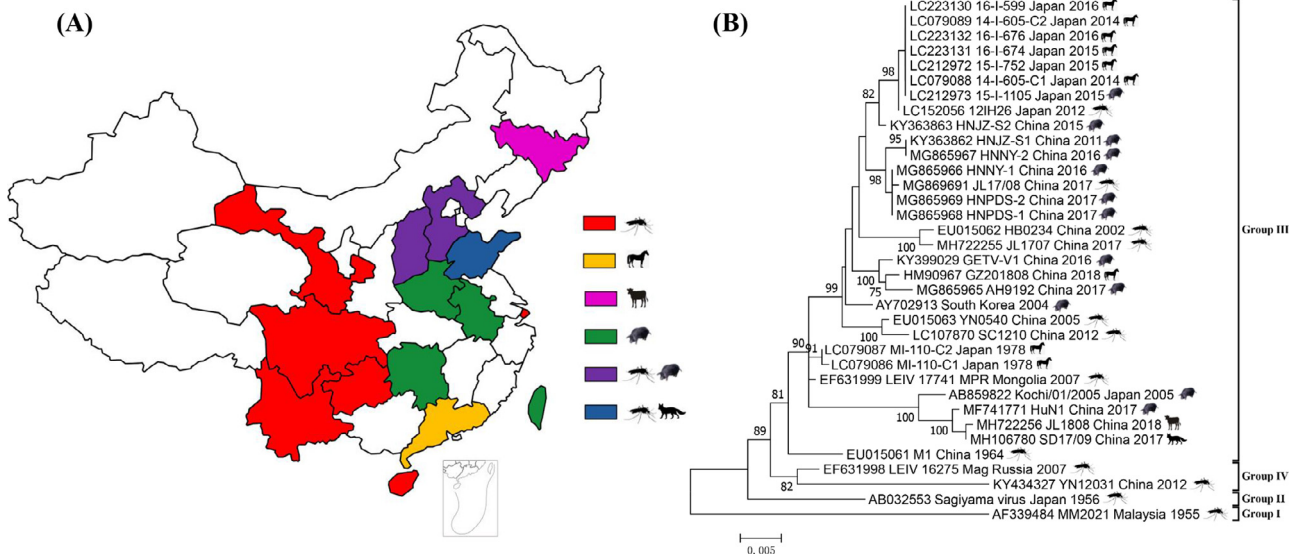 (A)
(B)
LC223130 16-I-599 Japan 2016
LC079089 14-I-605-C2 Japan 2014
LC223132 16-I-676 Japan 2016
LC223131 16-I-674 Japan 2015
LC212972 15-I-752 Japan 2015
98
LC079088 14-I-605-C1 Japan 2014
82
LC212973 15-I-1105 Japan 2015
LC152056 12IH26 Japan 2012
KY363863 HNJZ-S2 China 2015
95
KY363862 HNJZ-S1 China 2011
MG865967 HNNY-2 China 2016
MG865966 HNNY-1 China 2016
98
MG869691 JL17/08 China 2017
MG865969 HNPDS-2 China 2017
MG865968 HNPDS-1 China 2017
EU015062 HB0234 China 2002
Group III
100
MH722255 JL1707 China 2017
KY399029 GETV-V1 China 2016
100
HM90967 GZ201808 China 2018
99
75
MG865965 AH9192 China 2017
AY702913 South Korea 2004
EU015063 YN0540 China 2005
100
LC107870 SC1210 China 2012
90
91
LC079087 MI-110-C2 Japan 1978
LC079086 MI-110-C1 Japan 1978
EF631999 LEIV 17741 MPR Mongolia 2007
81
AB859822 Kochi/01/2005 Japan 2005
100
MF741771 HuN1 China 2017
100
MH722256 JL1808 China 2018
89
MH106780 SD17/09 China 2017
EU015061 M1 China 1964
EF631998 LEIV 16275 Mag Russia 2007
Group IV
82
KY434327 YN12031 China 2012
AB032553 Sagiyama virus Japan 1956
Group II
AF339484 MM2021 Malaysia 1955
Group I
0.005